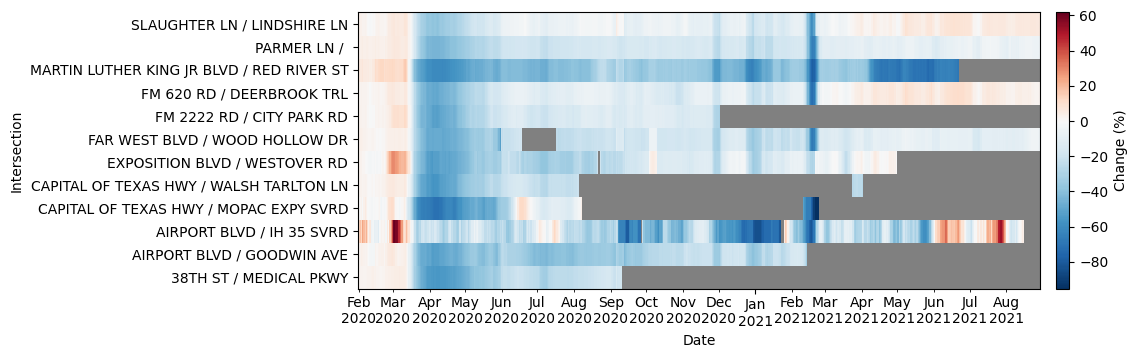 SLAUGHTER LN / LINDSHIRE LN
PARMER LN /
MARTIN LUTHER KING JR BLVD / RED RIVER ST
FM 620 RD / DEERBROOK TRL
FM 2222 RD / CITY PARK RD
FAR WEST BLVD / WOOD HOLLOW DR
EXPOSITION BLVD / WESTOVER RD
CAPITAL OF TEXAS HWY / WALSH TARLTON LN
CAPITAL OF TEXAS HWY / MOPAC EXPY SVRD
AIRPORT BLVD / IH 35 SVRD
AIRPORT BLVD / GOODWIN AVE
38TH ST / MEDICAL PKWY
Intersection
Feb Mar Apr May Jun Jul Aug Sep Oct Nov Dec Jan Feb Mar Apr May Jun Jul Aug
2020 2020 2020 2020 2020 2020 2020 2020 2020 2020 2020 2021 2021 2021 2021 2021 2021 2021 2021
Date
60
40
20
0
−20
−40
−60
−80
Change (%)